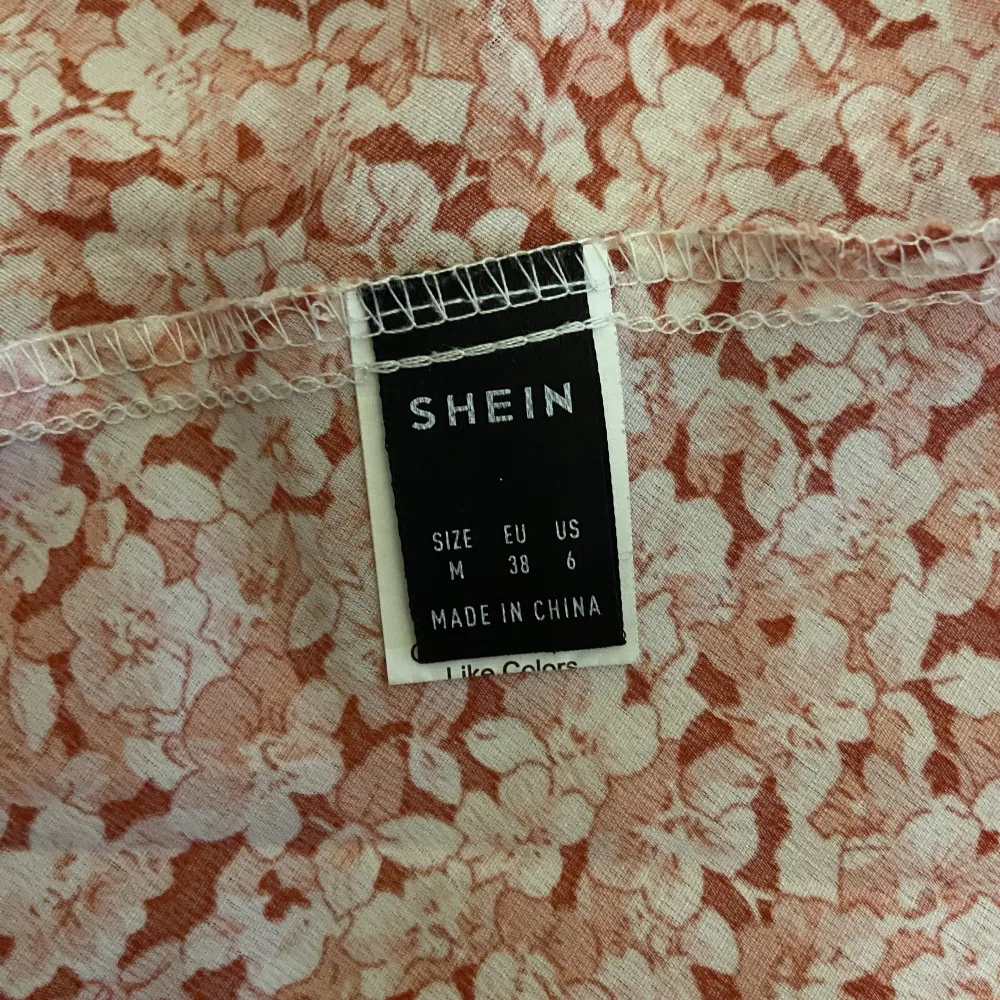 SHEIN
SIZE EU US
M 38 6
MADE IN CHINA
Like Colors